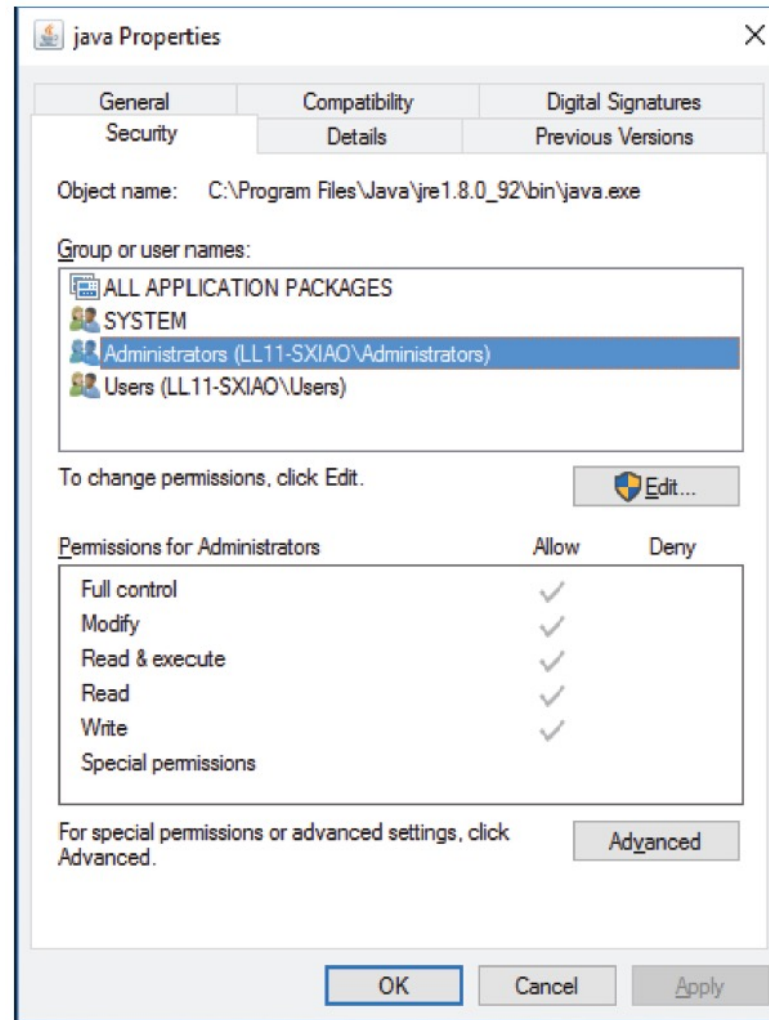 java Properties
General Compatibility Digital Signatures
Security Details Previous Versions
Object name: C:\Program Files\Java\jre1.8.0_92\bin\java.exe
Group or user names:
ALL APPLICATION PACKAGES
SYSTEM
Administrators (LL11-SXIAO\Administrators)
Users (LL11-SXIAO\Users)
To change permissions, click Edit.
Edit...
Permissions for Administrators Allow Deny
Full control
Modify
Read & execute
Read
Write
Special permissions
For special permissions or advanced settings, click
Advanced.
Advanced
OK Cancel Apply